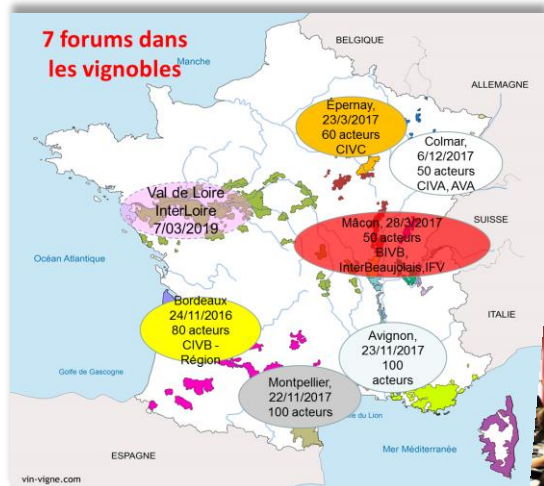 7 forums dans
les vignobles
Manche
BELGIQUE
ALLEMAGNE
Épernay,
23/3/2017
60 acteurs
CIVC
Colmar,
6/12/2017
50 acteurs
CIVA, AVA
Val de Loire
InterLoire
7/03/2019
Mâcon, 28/3/2017
50 acteurs
BIVB,
InterBeaujolais,IFV
SUISSE
Océan Atlantique
ITALIE
Bordeaux
24/11/2016
80 acteurs
CIVB -
Région
Avignon,
23/11/2017
100
acteurs
Golfe de Gascogne
Montpellier,
22/11/2017
100 acteurs
du Lion
Mer Méditerranée
ESPAGNE
vin-vigne.com